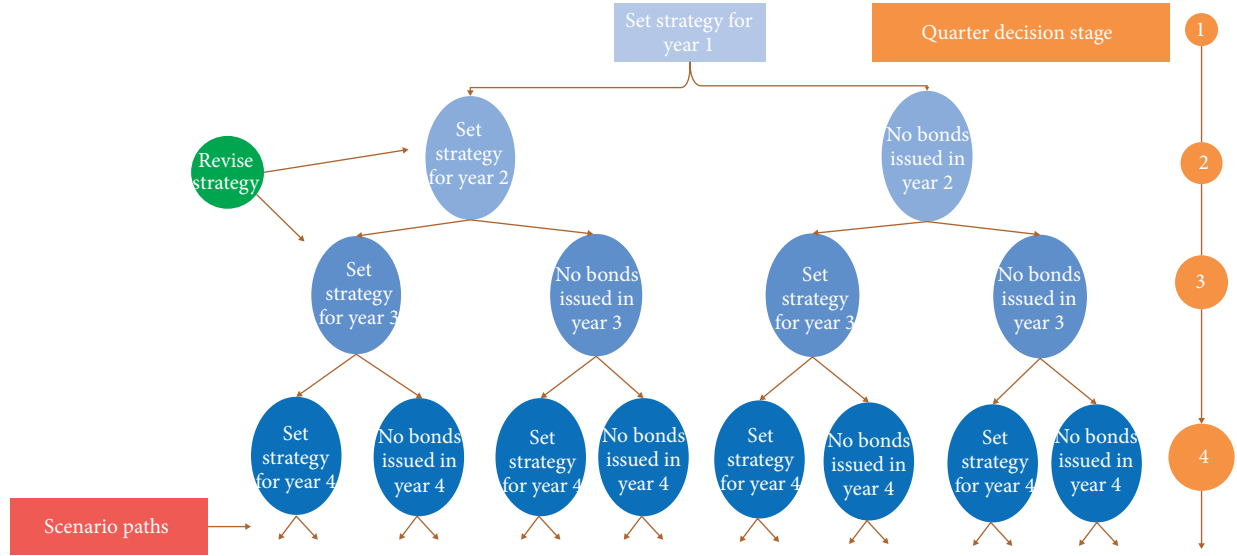 Set strategy for
year 1
Quarter decision stage
1
Set
strategy
for year 2
No bonds
issued in
year 2
2
Revise
strategy
Set
strategy
for year 3
No bonds
issued in
year 3
Set
strategy
for year 3
No bonds
issued in
year 3
3
Set
strategy
for year 4
No bonds
issued in
year 4
Set
strategy
for year 4
No bonds
issued in
year 4
Set
strategy
for year 4
No bonds
issued in
year 4
Set
strategy
for year 4
No bonds
issued in
year 4
4
Scenario paths